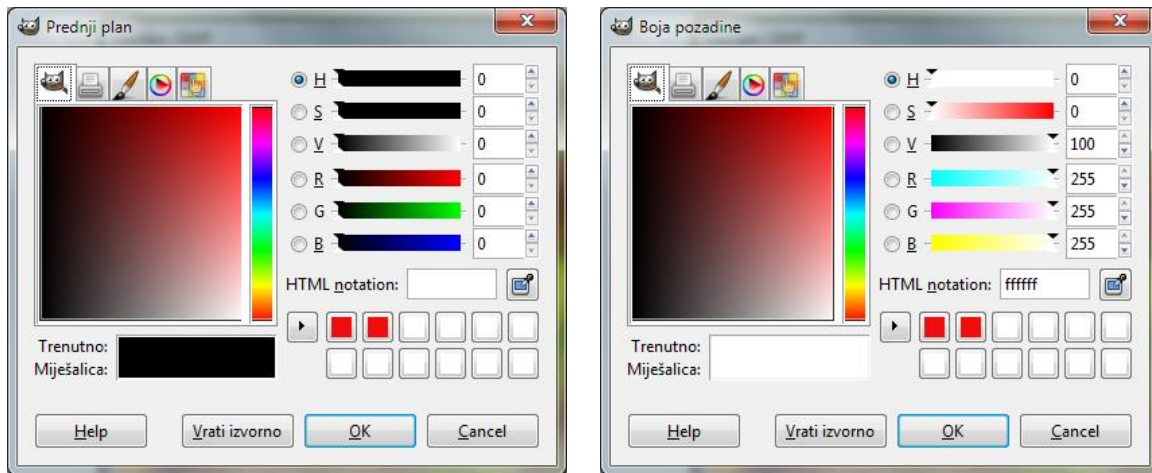 Prednji plan
H 0
S 0
V 0
R 0
G 0
B 0
HTML notation:
Trenutno:
Miješalica:
Help Vrati izvorno OK Cancel
Boja pozadine
H 0
S 0
V 100
R 255
G 255
B 255
HTML notation: ffffff
Trenutno:
Miješalica:
Help Vrati izvorno OK Cancel